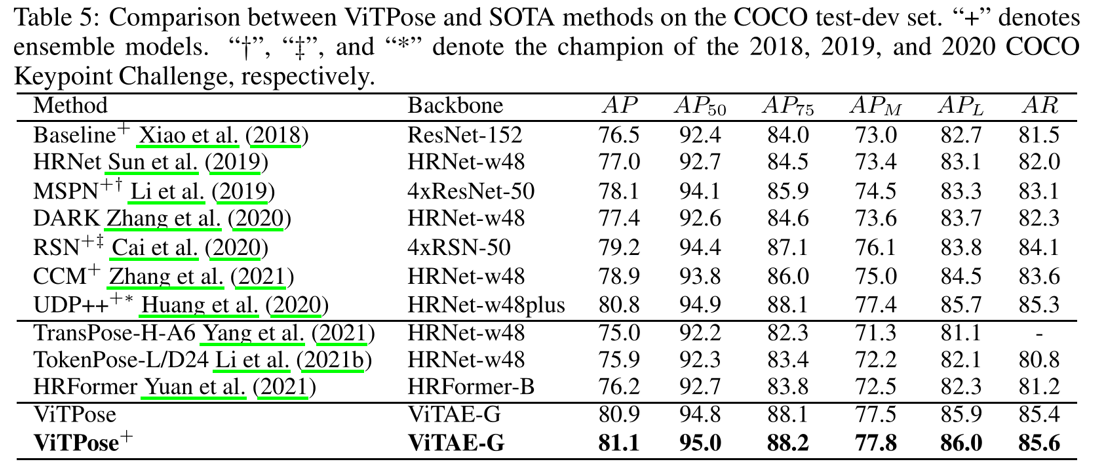 Table 5: Comparison between ViTPose and SOTA methods on the COCO test-dev set. “+” denotes
ensemble models. “†”, “‡”, and “*” denote the champion of the 2018, 2019, and 2020 COCO
Keypoint Challenge, respectively.
Method Backbone AP AP50 AP75 APM APL AR
Baseline+ Xiao et al. (2018) ResNet-152 76.5 92.4 84.0 73.0 82.7 81.5
HRNet Sun et al. (2019) HRNet-w48 77.0 92.7 84.5 73.4 83.1 82.0
MSPN+† Li et al. (2019) 4xResNet-50 78.1 94.1 85.9 74.5 83.3 83.1
DARK Zhang et al. (2020) HRNet-w48 77.4 92.6 84.6 73.6 83.7 82.3
RSN+‡ Cai et al. (2020) 4xRSN-50 79.2 94.4 87.1 76.1 83.8 84.1
CCM+ Zhang et al. (2021) HRNet-w48 78.9 93.8 86.0 75.0 84.5 83.6
UDP+++* Huang et al. (2020) HRNet-w48plus 80.8 94.9 88.1 77.4 85.7 85.3
TransPose-H-A6 Yang et al. (2021) HRNet-w48 75.0 92.2 82.3 71.3 81.1 -
TokenPose-L/D24 Li et al. (2021b) HRNet-w48 75.9 92.3 83.4 72.2 82.1 80.8
HRFormer Yuan et al. (2021) HRFormer-B 76.2 92.7 83.8 72.5 82.3 81.2
ViTPose ViTAE-G 80.9 94.8 88.1 77.5 85.9 85.4
ViTPose+ ViTAE-G 81.1 95.0 88.2 77.8 86.0 85.6